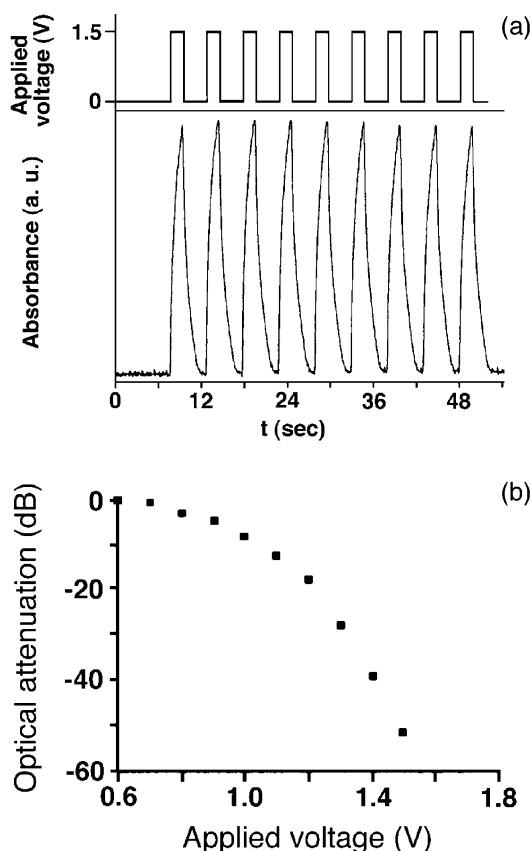 (a)
1.5
0
Applied
voltage (V)
Absorbance (a. u.)
0 12 24 36 48
t (sec)
(b)
0
-20
-40
-60
Optical attenuation (dB)
0.6 1.0 1.4 1.8
Applied voltage (V)